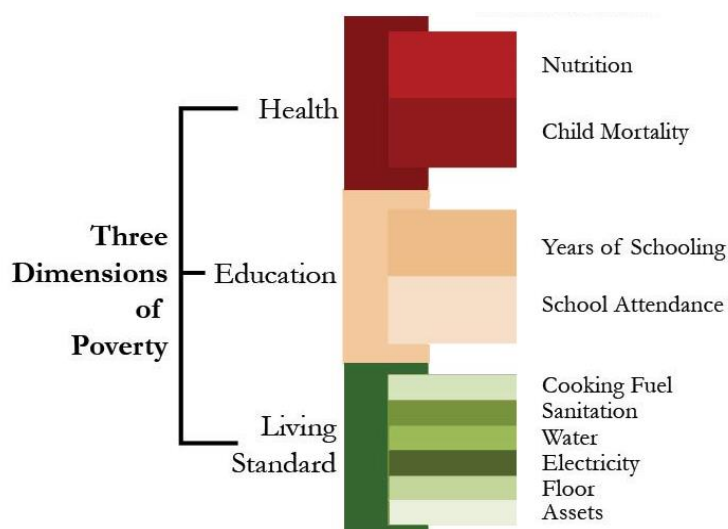 Three
Dimensions
of
Poverty
Health
Nutrition
Child Mortality
Education
Years of Schooling
School Attendance
Living
Standard
Cooking Fuel
Sanitation
Water
Electricity
Floor
Assets